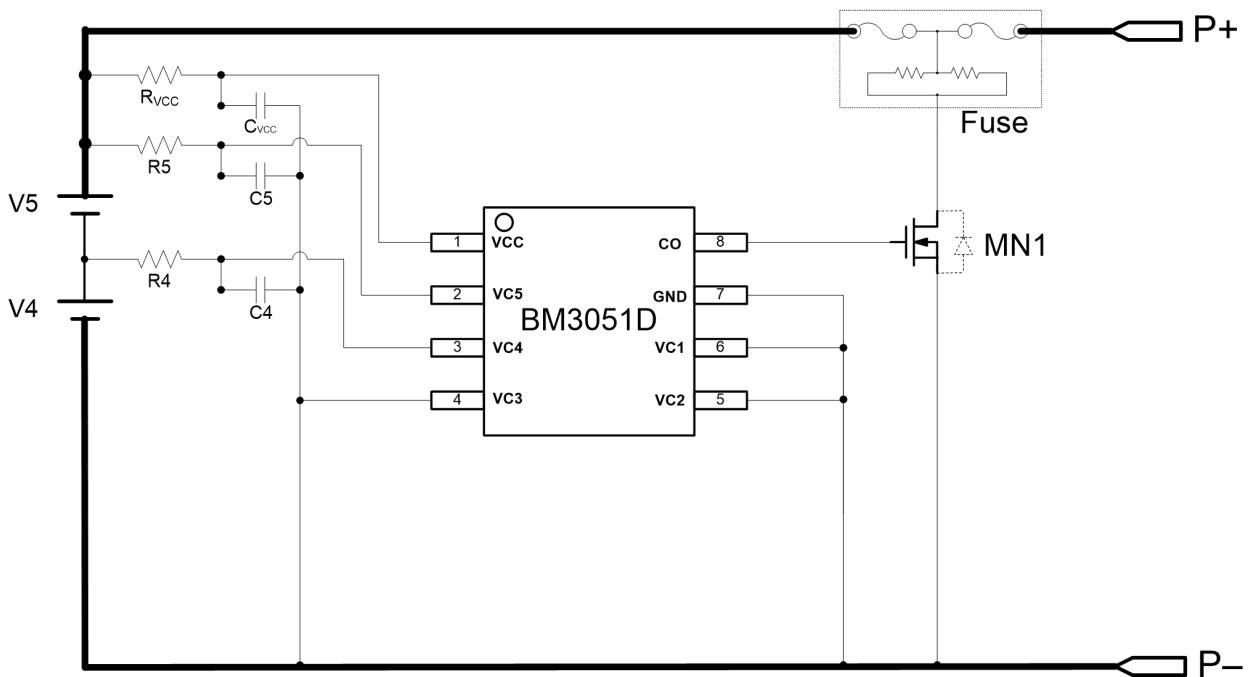 P+
RVCC
CVCC
Fuse
R5
C5
V5
1 VCC CO 8
MN1
R4
C4
V4
2 VC5 GND 7
BM3051D
3 VC4 VC1 6
4 VC3 VC2 5
P–